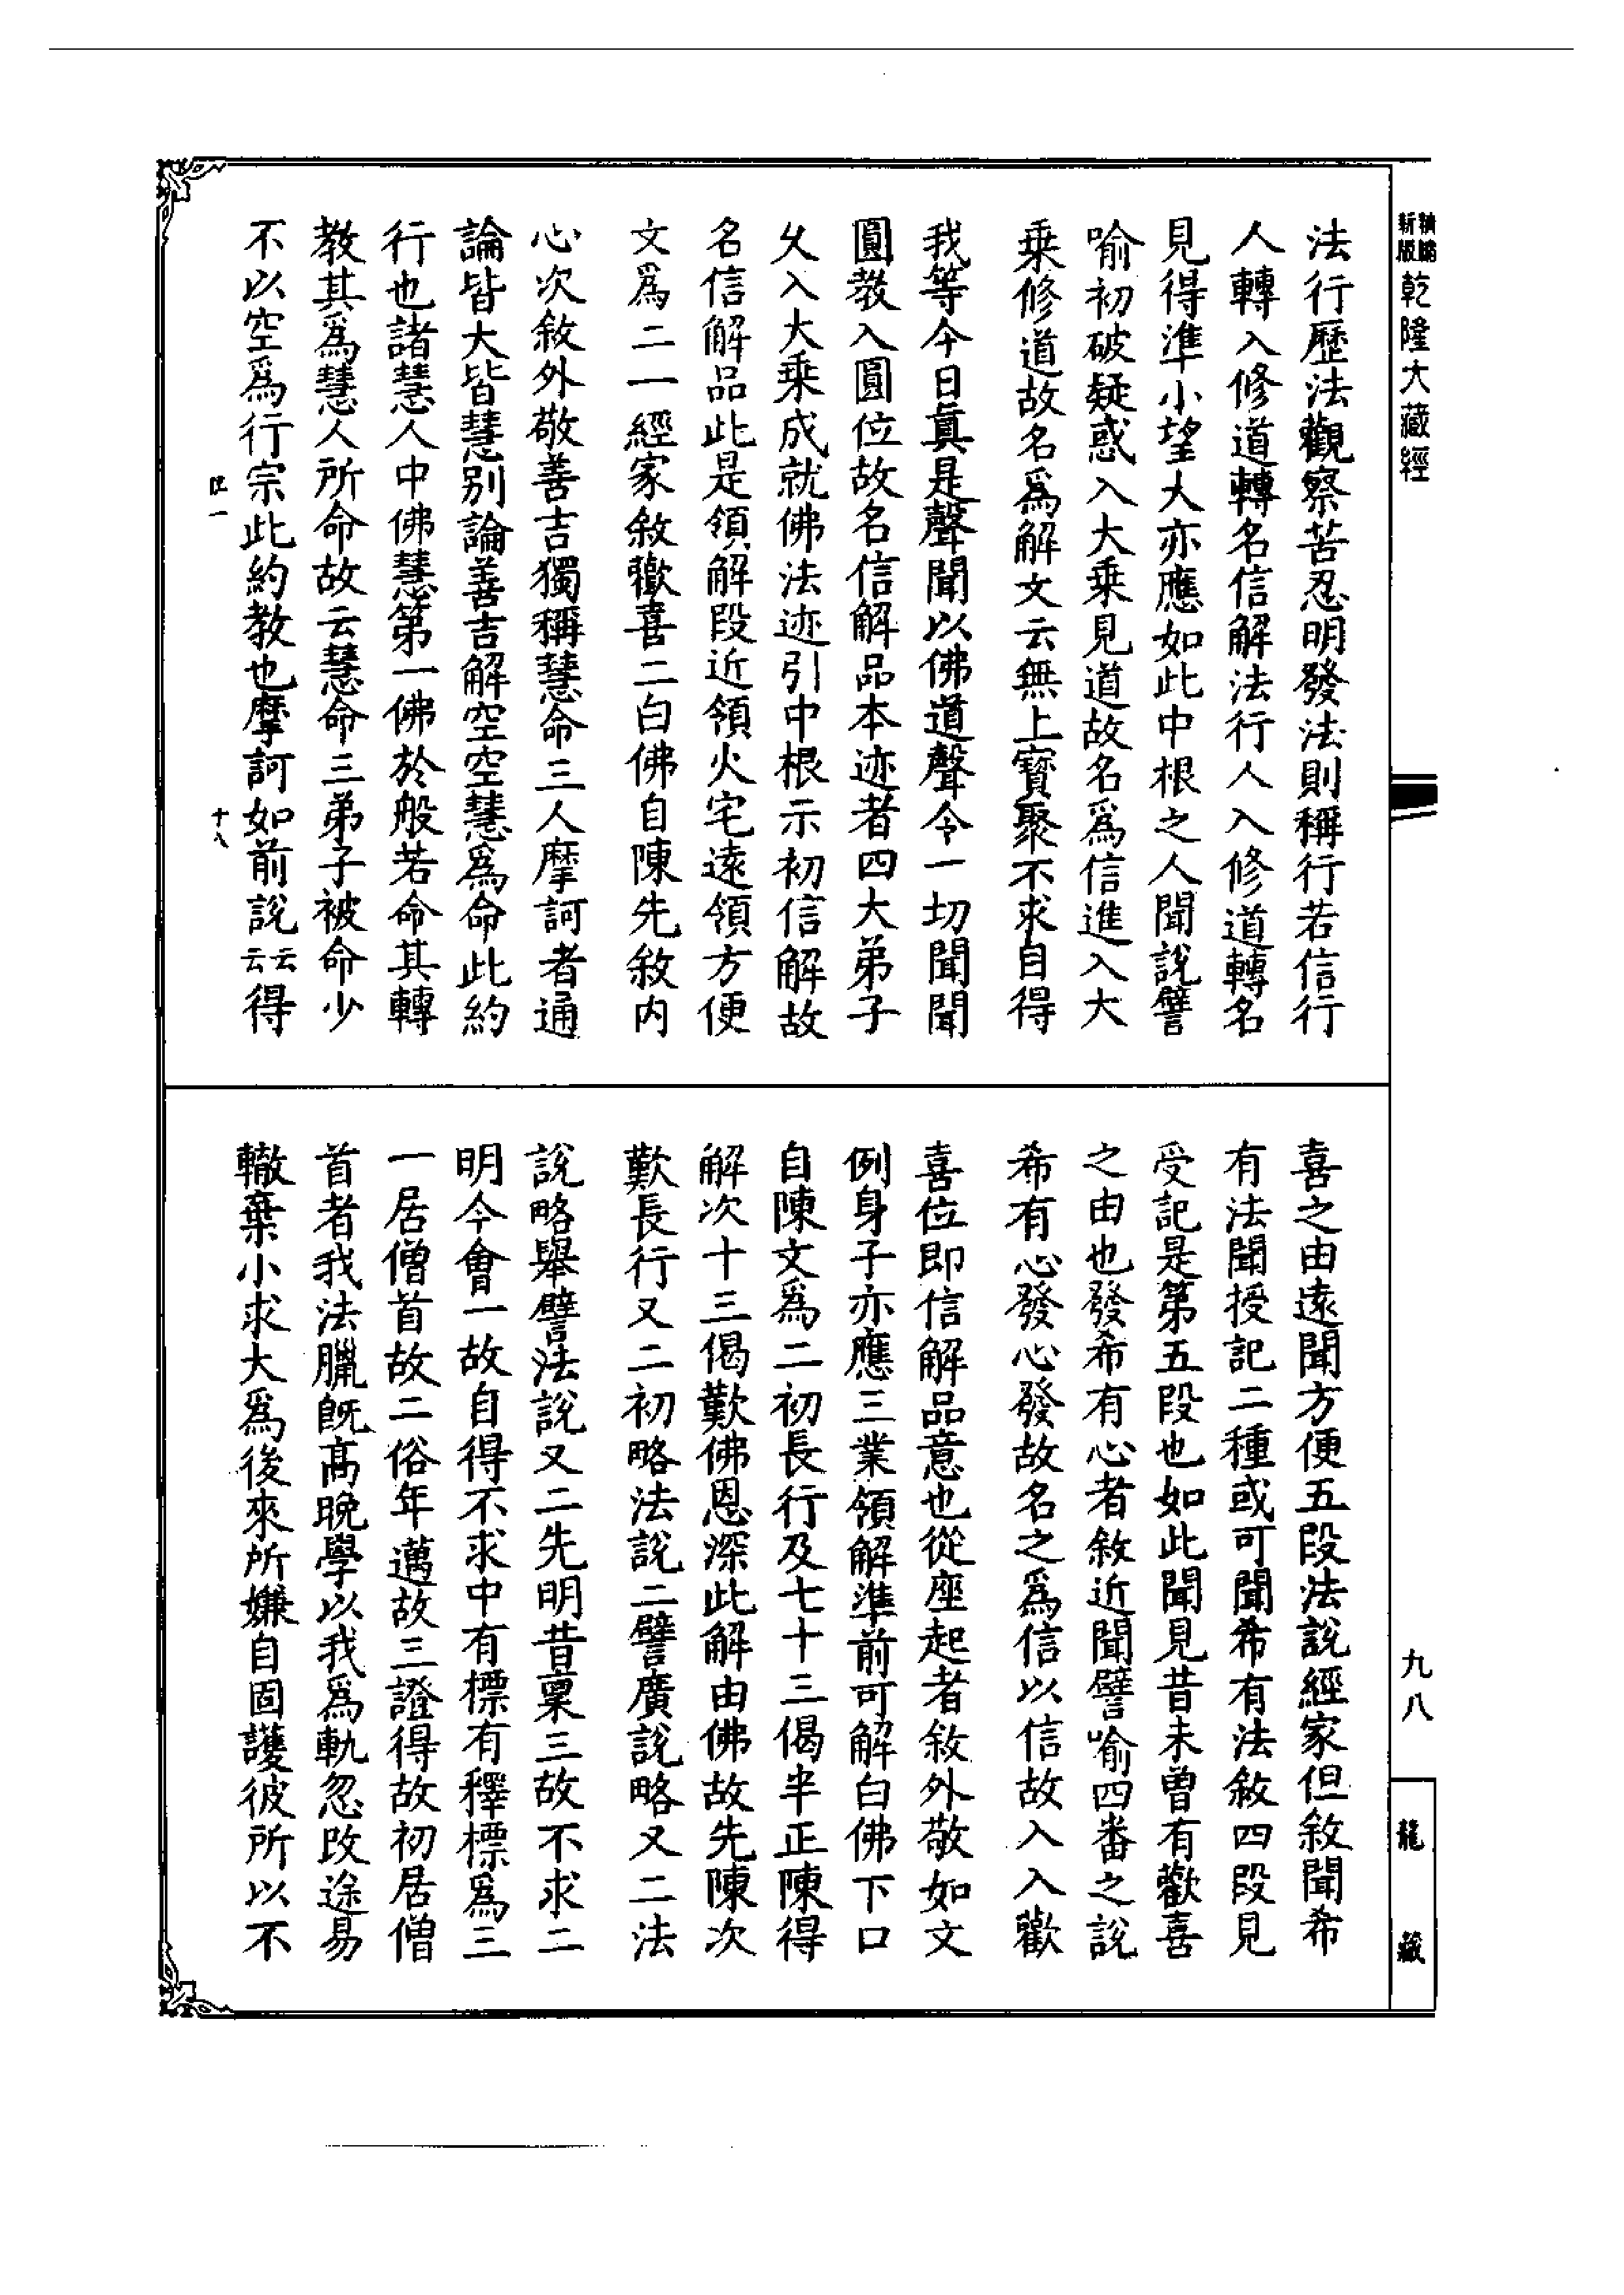 精縮新版乾隆大藏經
法行歷法觀察苦忍明發法則稱行若信行
人轉入修道轉名信解法行人入修道轉名
見得準小望大亦應如此中根之人聞說譬
喻初破疑惑入大乘見道故名爲信進入大
乘修道故名爲解文云無上寶聚不求自得
我等今日眞是聲聞以佛道聲令一切聞聞
圓教入圓位故名信解品本迹者四大弟子
乆入大乘成就佛法迹引中根示初信解故
名信解品此是領解段近領火宅遠領方便
文爲二一經家敘歡喜二白佛自陳先敘内
心次敘外敬善吉獨稱慧命三人摩訶者通
論皆大皆慧別論善吉解空空慧爲命此約
行也諸慧人中佛慧第一佛於般若命其轉
教其爲慧人所命故云慧命三弟子被命少
不以空爲行宗此約教也摩訶如前說云云得
一
十八
喜之由遠聞方便五段法說經家但敘聞希
有法聞授記二種或可聞希有法敘四段見
受記是第五段也如此聞見昔未曾有歡喜
之由也發希有心者敘近聞譬喻四番之說
希有心發心發故名之爲信以信故入入歡
喜位即信解品意也從座起者敘外敬如文
例身子亦應三業領解準前可解白佛下口
自陳文爲二初長行及七十三偈半正陳得
解次十三偈歎佛恩深此解由佛故先陳次
歎長行又二初略法說二譬廣說略又二法
說略舉譬法說又二先明昔稟三故不求二
明今會一故自得不求中有標有釋標爲三
一居僧首故二俗年邁故三證得故初居僧
首者我法臘旣高晚學以我爲軌忽改途易
轍棄小求大爲後來所嫌自固護彼所以不
九八
龍藏